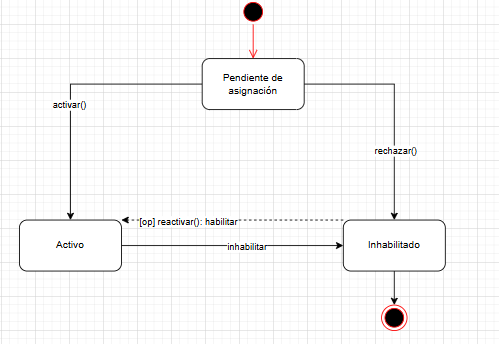 Pendiente de
asignación
activar()
rechazar()
[op] reactivar(): habilitar
Activo
inhabilitar
Inhabilitado